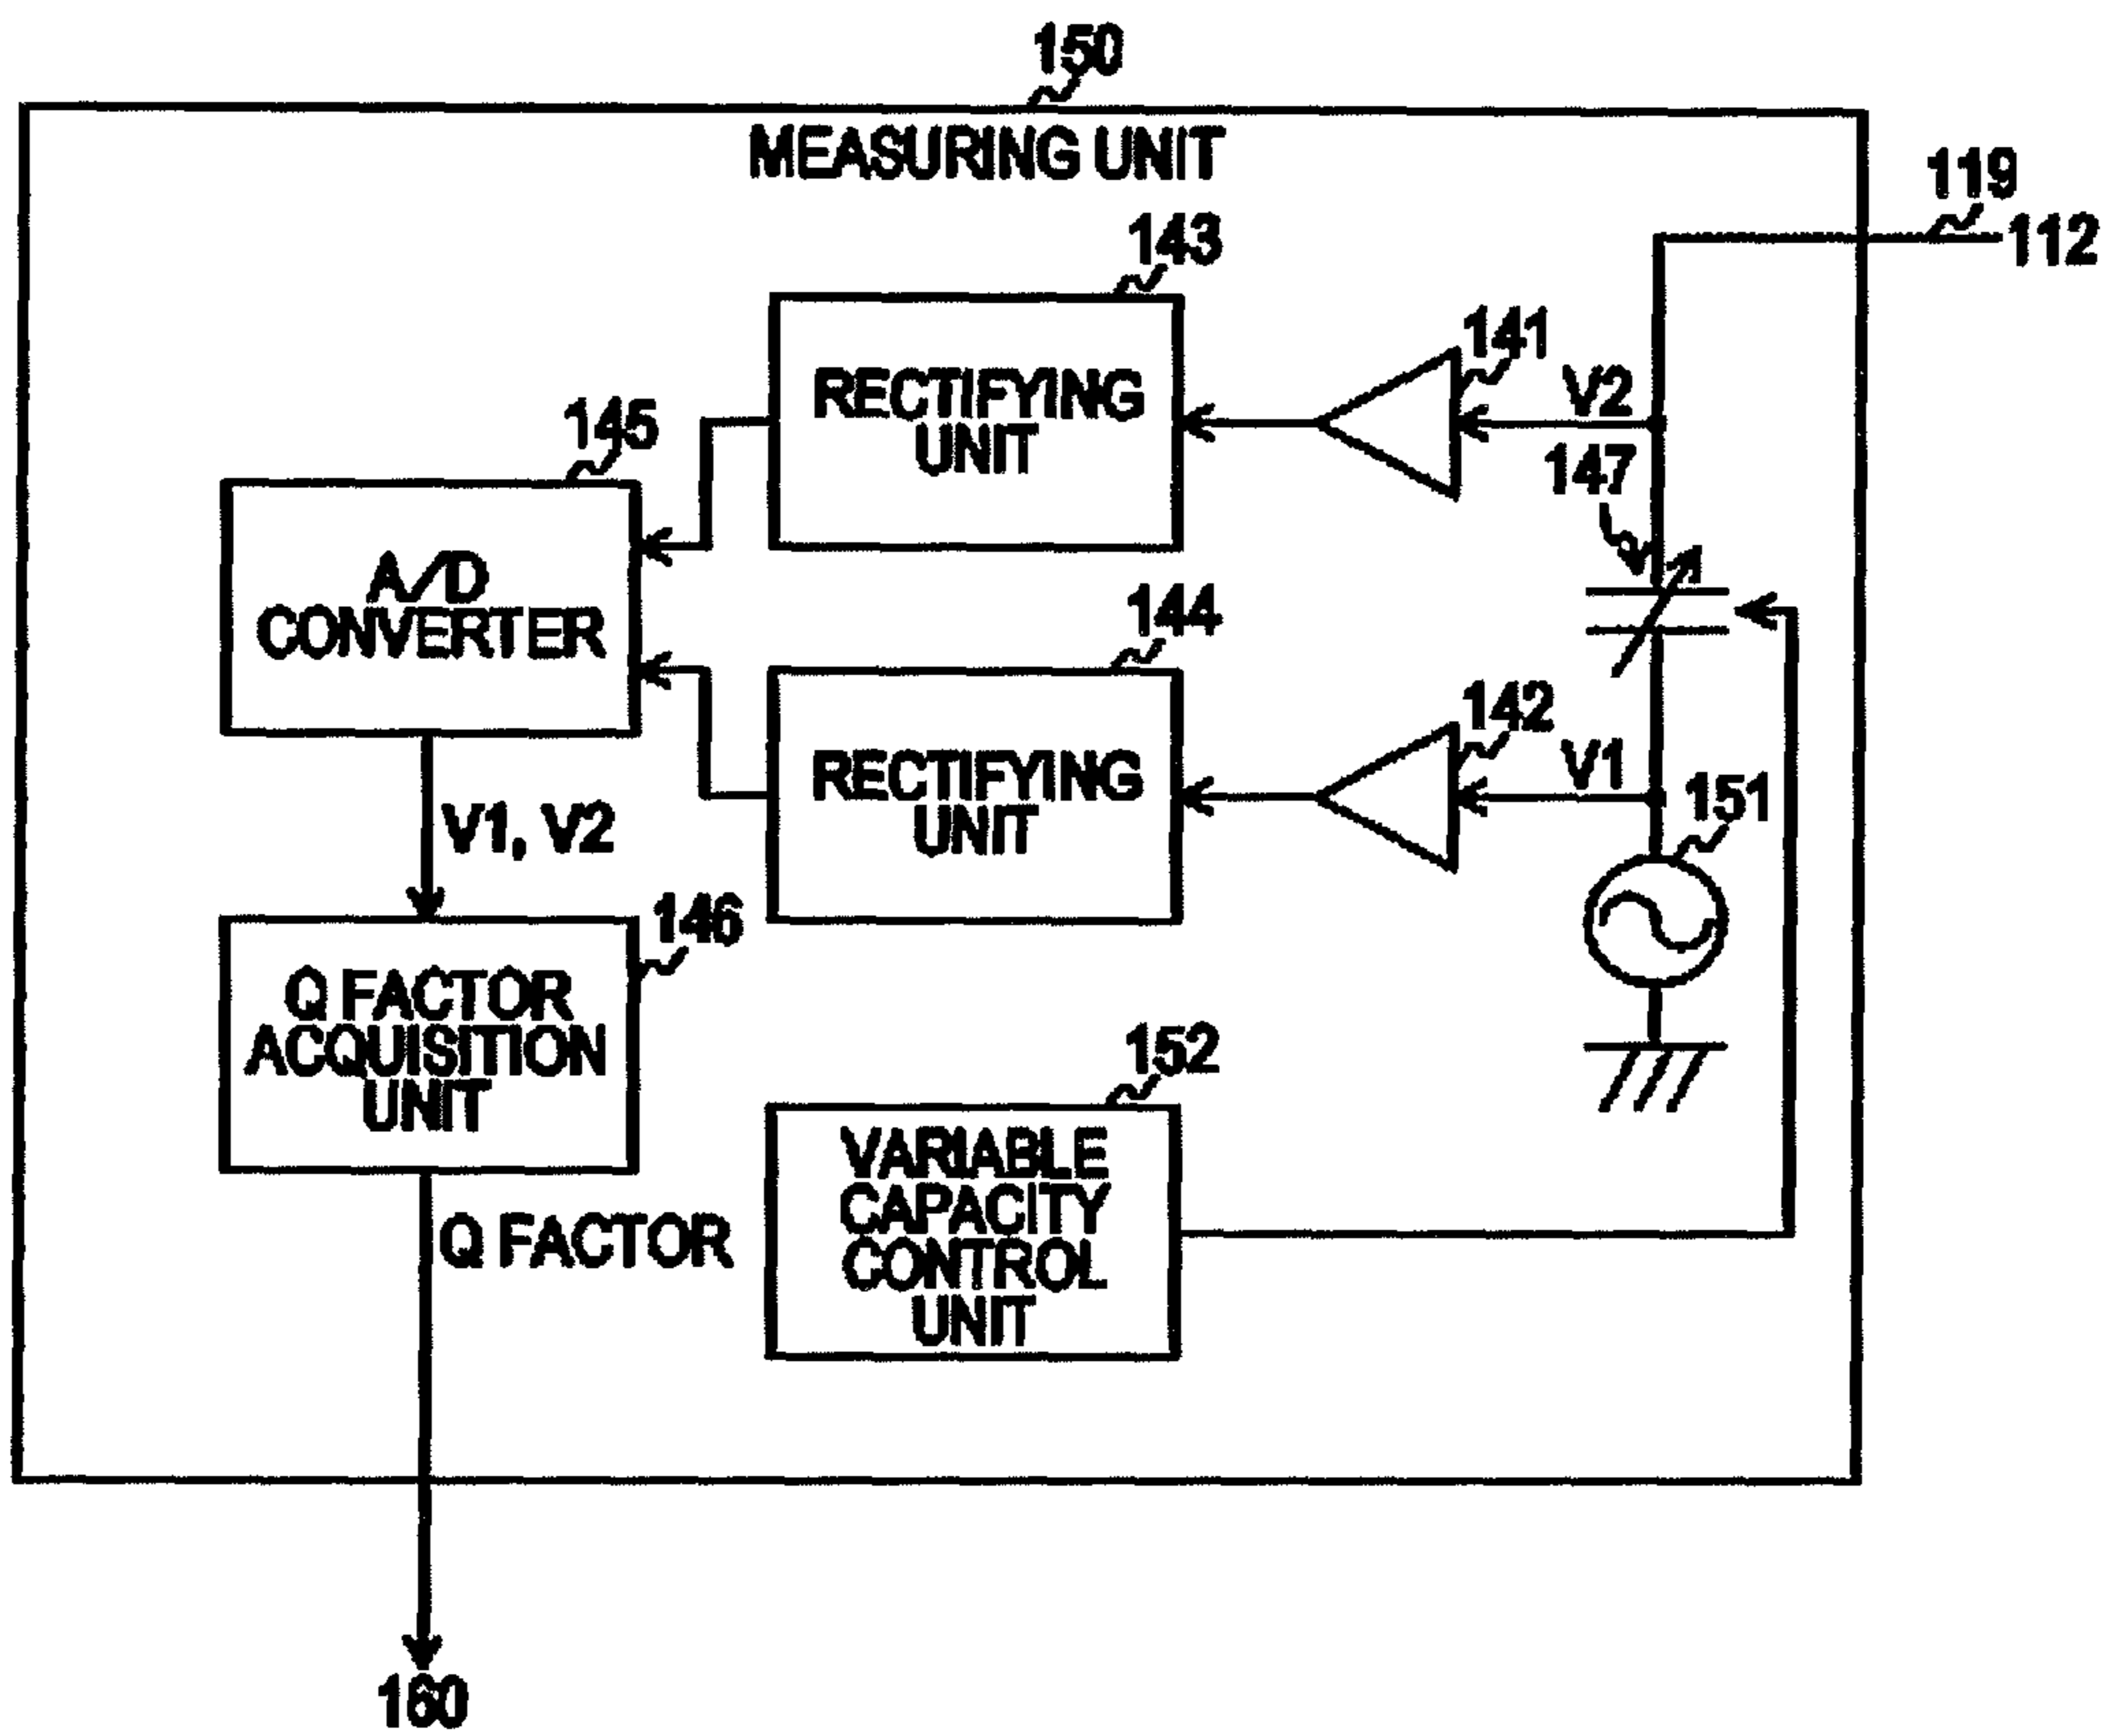 150
MEASURING UNIT
119
112
143
RECTIFYING
UNIT
141
V2
147
145
A/D
CONVERTER
144
RECTIFYING
UNIT
142
V1
151
V1, V2
146
Q FACTOR
ACQUISITION
UNIT
152
VARIABLE
CAPACITY
CONTROL
UNIT
Q FACTOR
160